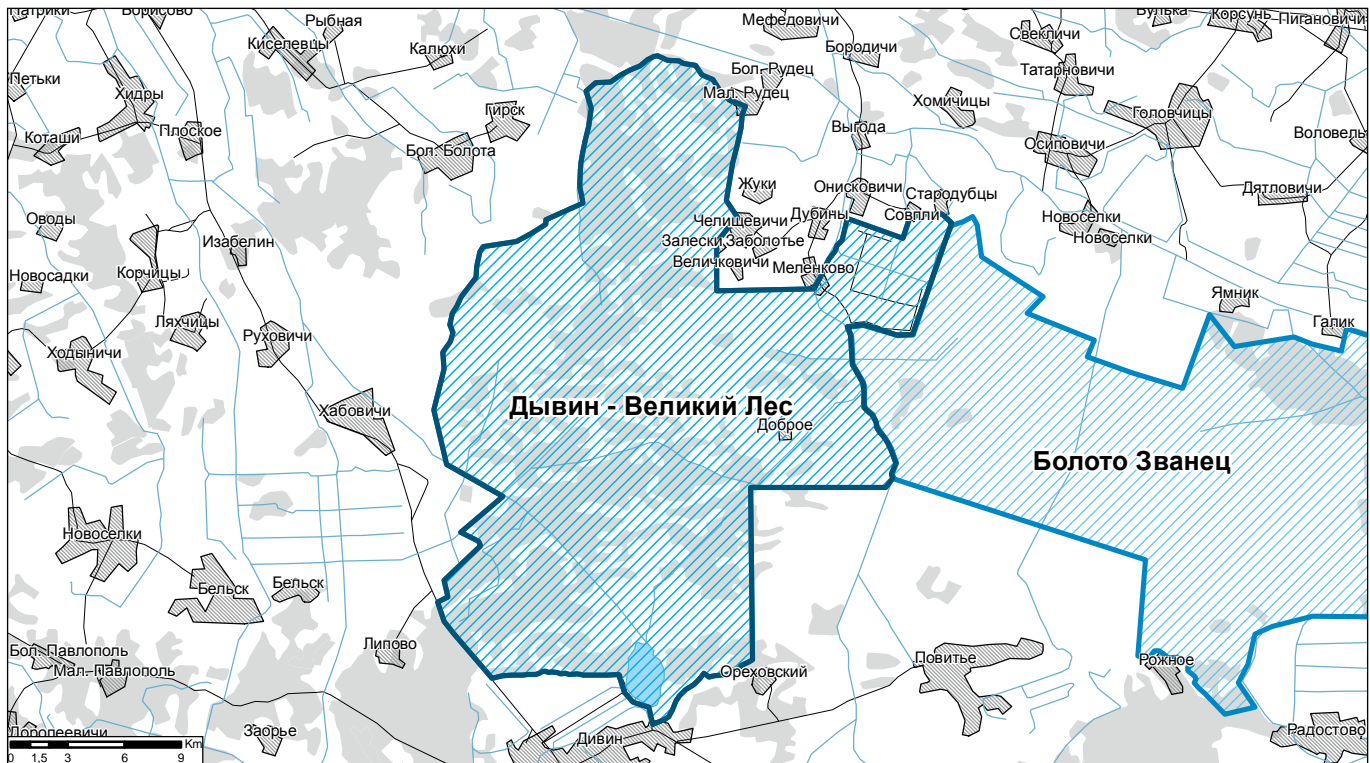 Патрики
Борисово
Рыбная
Мефедовичи
Вулька
Корсунь
Пигановичи
Киселевцы
Калюхи
Бородичи
Свекличи
Петьки
Бол. Рудец
Татарновичи
Хидры
Мал. Рудец
Хомичицы
Гирск
Головчицы
Коташи
Плоское
Выгода
Воловель
Бол. Болота
Осиповичи
Жуки
Онисковичи
Стародубцы
Дятловичи
Оводы
Челищевичи
Дубины
Совпли
Новоселки
Изабелин
Залески
Заболотье
Новоселки
Новосадки
Корчицы
Величковичи
Меленково
Ямник
Ляхчицы
Галик
Ходыничи
Руховичи
Хабовичи
Дывин - Великий Лес
Доброе
Болото Званец
Новоселки
Бельск
Бельск
Липово
Бол. Павлополь
Мал. Павлополь
Ореховский
Повитье
Рожное
Заорье
Дивин
Радостово
Km
0 1.5 3 6 9